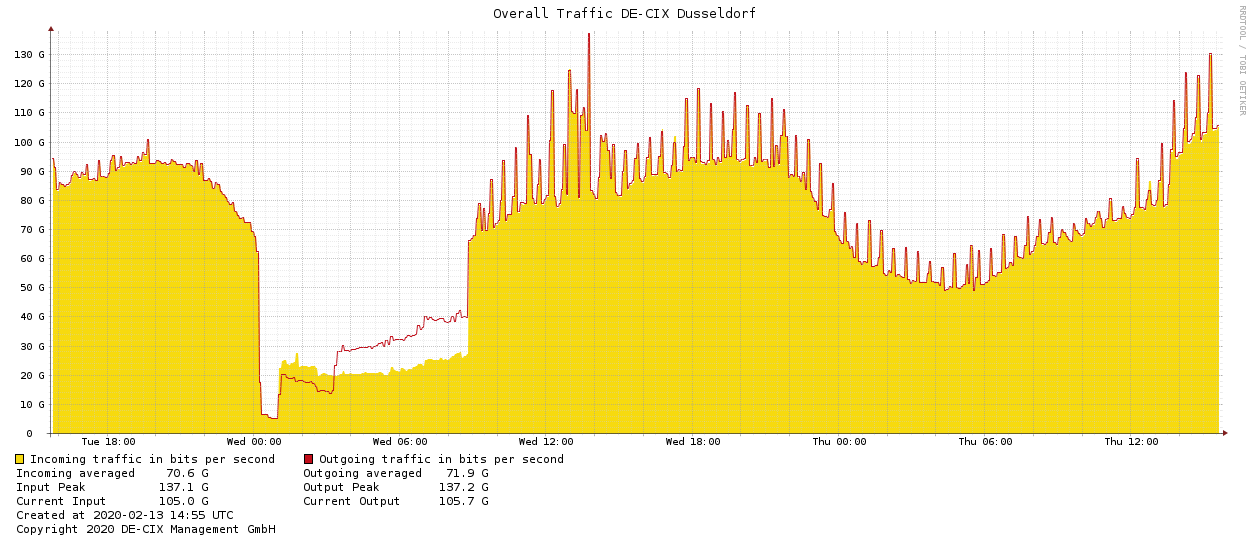 Overall Traffic DE-CIX Dusseldorf
RRDTOOL / TOBI OETIKER
130 G
120 G
110 G
100 G
90 G
80 G
70 G
60 G
50 G
40 G
30 G
20 G
10 G
0
Tue 18:00 Wed 00:00 Wed 06:00 Wed 12:00 Wed 18:00 Thu 00:00 Thu 06:00 Thu 12:00
Incoming traffic in bits per second Outgoing traffic in bits per second
Incoming averaged 70.6 G Outgoing averaged 71.9 G
Input Peak 137.1 G Output Peak 137.2 G
Current Input 105.0 G Current Output 105.7 G
Created at 2020-02-13 14:55 UTC
Copyright 2020 DE-CIX Management GmbH